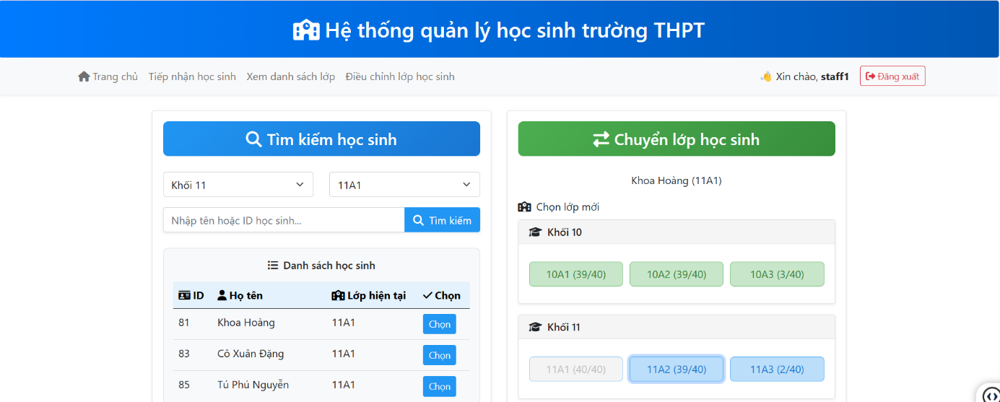 Hệ thống quản lý học sinh trường THPT
Trang chủ Tiếp nhận học sinh Xem danh sách lớp Điều chỉnh lớp học sinh
Xin chào, staff1 Đăng xuất
Tìm kiếm học sinh
Khối 11 11A1
Nhập tên hoặc ID học sinh... Tìm kiếm
Danh sách học sinh
ID Họ tên Lớp hiện tại Chọn
81 Khoa Hoàng 11A1 Chọn
83 Cô Xuân Đặng 11A1 Chọn
85 Tú Phú Nguyễn 11A1 Chọn
Chuyển lớp học sinh
Khoa Hoàng (11A1)
Chọn lớp mới
Khối 10
10A1 (39/40) 10A2 (39/40) 10A3 (3/40)
Khối 11
11A1 (40/40) 11A2 (39/40) 11A3 (2/40)